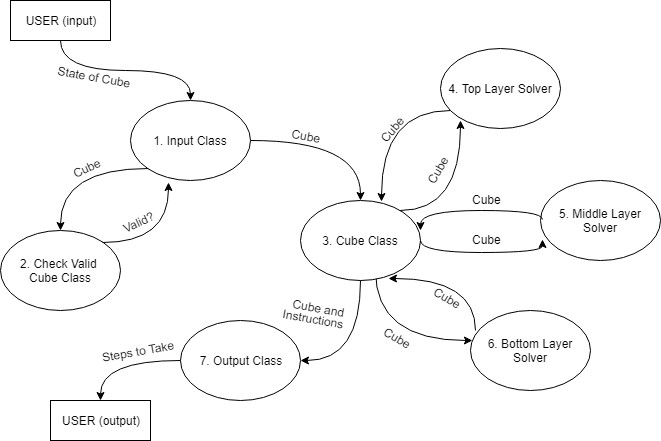 USER (input)
State of Cube
1. Input Class
Cube
Cube
Valid?
2. Check Valid
Cube Class
3. Cube Class
4. Top Layer Solver
Cube
Cube
Cube
5. Middle Layer
Solver
Cube
Cube
Cube
6. Bottom Layer
Solver
Cube and
Instructions
7. Output Class
Steps to Take
USER (output)